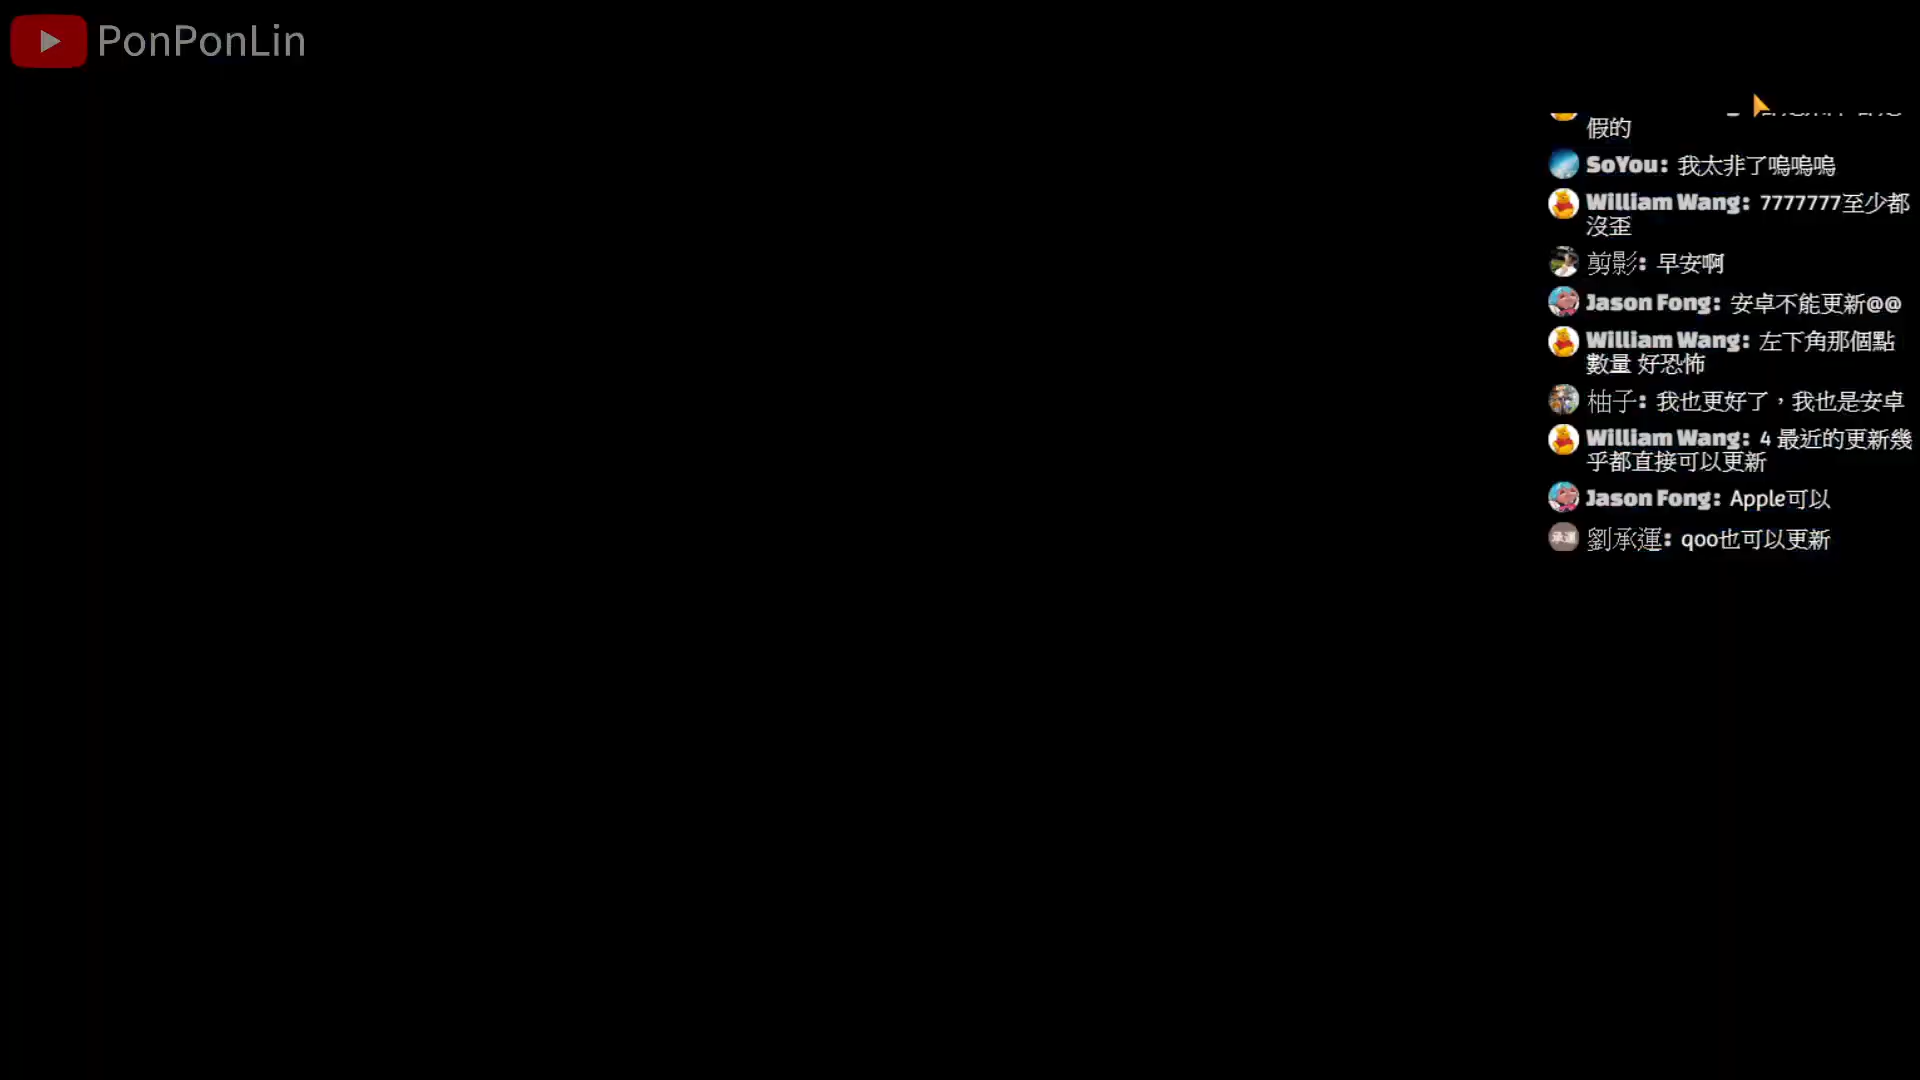 PonPonLin
假的
SoYou: 我太非了嗚嗚嗚
William Wang: 7777777至少都
沒歪
剪影: 早安啊
Jason Fong: 安卓不能更新@@
William Wang: 左下角那個點
數量 好恐怖
柚子: 我也更好了，我也是安卓
William Wang: 4 最近的更新幾
乎都直接可以更新
Jason Fong: Apple可以
劉承運: qoo也可以更新